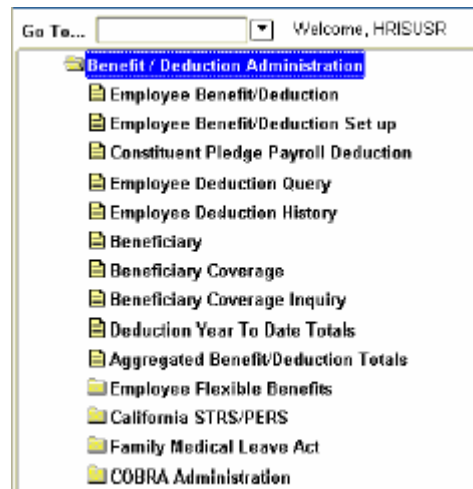 Go To... Welcome, HRISUSR
Benefit / Deduction Administration
Employee Benefit/Deduction
Employee Benefit/Deduction Set up
Constituent Pledge Payroll Deduction
Employee Deduction Query
Employee Deduction History
Beneficiary
Beneficiary Coverage
Beneficiary Coverage Inquiry
Deduction Year To Date Totals
Aggregated Benefit/Deduction Totals
Employee Flexible Benefits
California STRS/PERS
Family Medical Leave Act
COBRA Administration